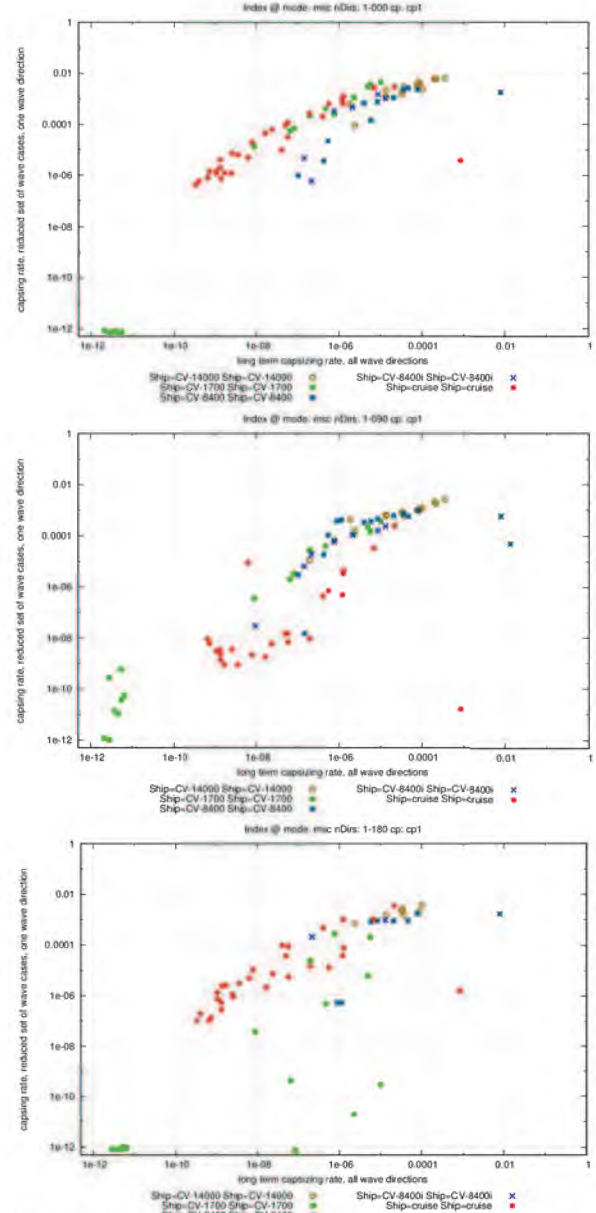 Index @ mode: misc nDirs: 1-000 cp: cp1
1
0.01
0.0001
1e-06
1e-08
1e-10
1e-12
capsing rate, reduced set of wave cases, one wave direction
1e-12 1e-10 1e-08 1e-06 0.0001 0.01 1
long term capsizing rate, all wave directions
Ship=CV-14000 Ship=CV-14000 Ship=CV-8400i Ship=CV-8400i
Ship=CV-1700 Ship=CV-1700 Ship=cruise Ship=cruise
Ship=CV-8400 Ship=CV-8400
Index @ mode: misc nDirs: 1-090 cp: cp1
1
0.01
0.0001
1e-06
1e-08
1e-10
1e-12
capsing rate, reduced set of wave cases, one wave direction
1e-12 1e-10 1e-08 1e-06 0.0001 0.01 1
long term capsizing rate, all wave directions
Ship=CV-14000 Ship=CV-14000 Ship=CV-8400i Ship=CV-8400i
Ship=CV-1700 Ship=CV-1700 Ship=cruise Ship=cruise
Ship=CV-8400 Ship=CV-8400
Index @ mode: misc nDirs: 1-180 cp: cp1
1
0.01
0.0001
1e-06
1e-08
1e-10
1e-12
capsing rate, reduced set of wave cases, one wave direction
1e-12 1e-10 1e-08 1e-06 0.0001 0.01 1
long term capsizing rate, all wave directions
Ship=CV-14000 Ship=CV-14000 Ship=CV-8400i Ship=CV-8400i
Ship=CV-1700 Ship=CV-1700 Ship=cruise Ship=cruise